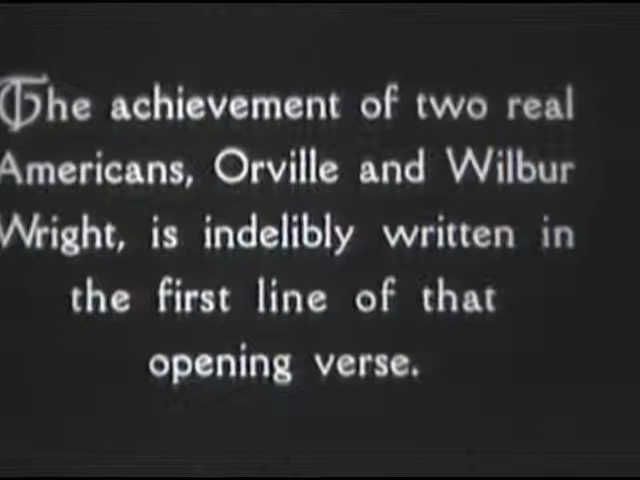 The achievement of two real
Americans, Orville and Wilbur
Wright, is indelibly written in
the first line of that
opening verse.